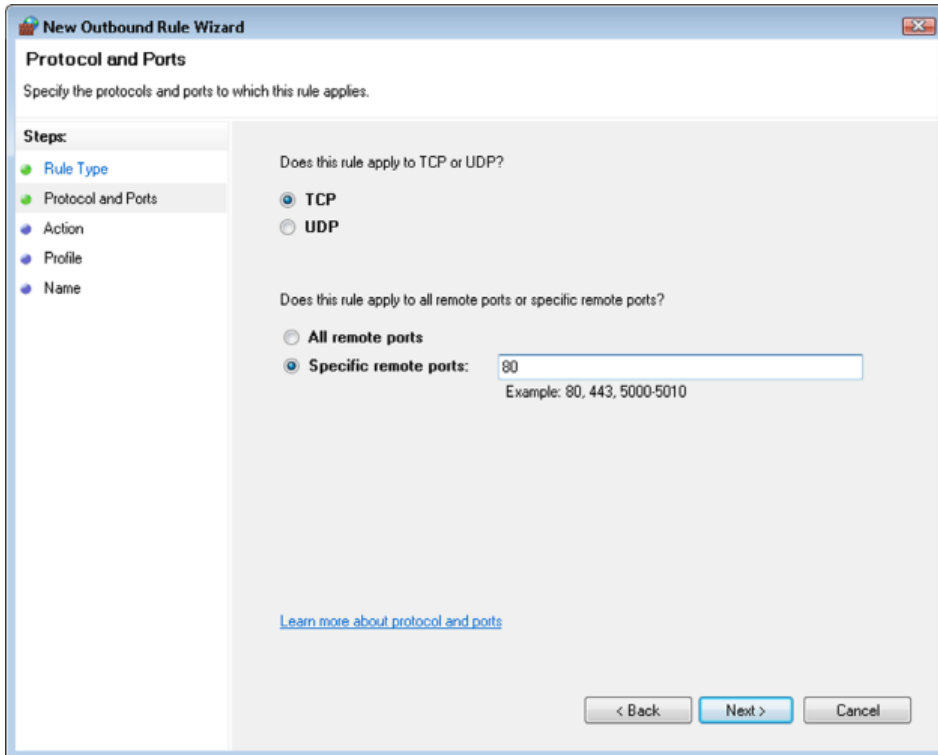 New Outbound Rule Wizard
Protocol and Ports
Specify the protocols and ports to which this rule applies.
Steps:
Rule Type
Protocol and Ports
Action
Profile
Name
Does this rule apply to TCP or UDP?
TCP
UDP
Does this rule apply to all remote ports or specific remote ports?
All remote ports
Specific remote ports: 80
Example: 80, 443, 5000-5010
Learn more about protocol and ports
< Back Next > Cancel